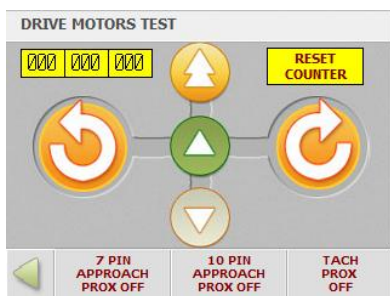 DRIVE MOTORS TEST
000 000 000
RESET
COUNTER
7 PIN
APPROACH
PROX OFF
10 PIN
APPROACH
PROX OFF
TACH
PROX
OFF